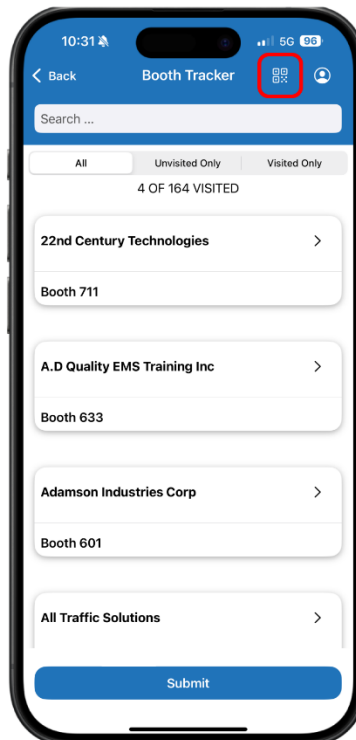 10:31 5G 96
Back Booth Tracker
Search ...
All Unvisited Only Visited Only
4 OF 164 VISITED
22nd Century Technologies
Booth 711
A.D Quality EMS Training Inc
Booth 633
Adamson Industries Corp
Booth 601
All Traffic Solutions
Submit